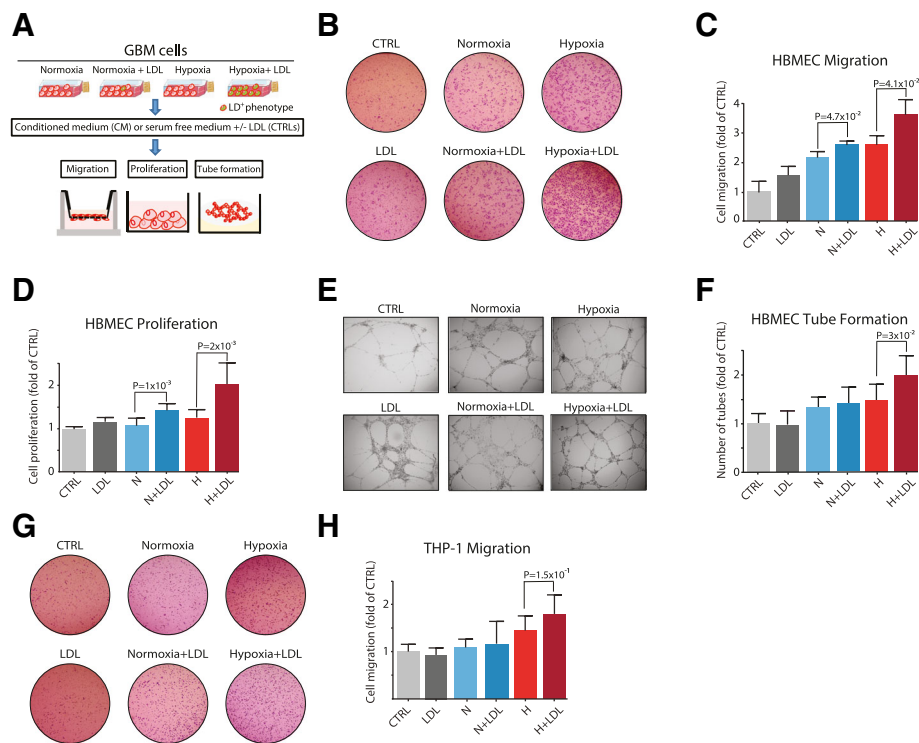 A
GBM cells
Normoxia Normoxia + LDL Hypoxia Hypoxia+ LDL
LD+ phenotype
Conditioned medium (CM) or serum free medium +/- LDL (CTRLs)
Migration Proliferation Tube formation
B
CTRL Normoxia Hypoxia
LDL Normoxia+LDL Hypoxia+LDL
C
HBMEC Migration
Cell migration (fold of CTRL)
4
3
2
1
P=4.7x10-2
P=4.1x10-2
CTRL LDL N N+LDL H H+LDL
D
HBMEC Proliferation
Cell proliferation (fold of CTRL)
2
1
P=1x10-3
P=2x10-3
CTRL LDL N N+LDL H H+LDL
E
CTRL Normoxia Hypoxia
LDL Normoxia+LDL Hypoxia+LDL
F
HBMEC Tube Formation
Number of tubes (fold of CTRL)
2
1
P=3x10-2
CTRL LDL N N+LDL H H+LDL
G
CTRL Normoxia Hypoxia
LDL Normoxia+LDL Hypoxia+LDL
H
THP-1 Migration
Cell migration (fold of CTRL)
2
1
P=1.5x10-1
CTRL LDL N N+LDL H H+LDL